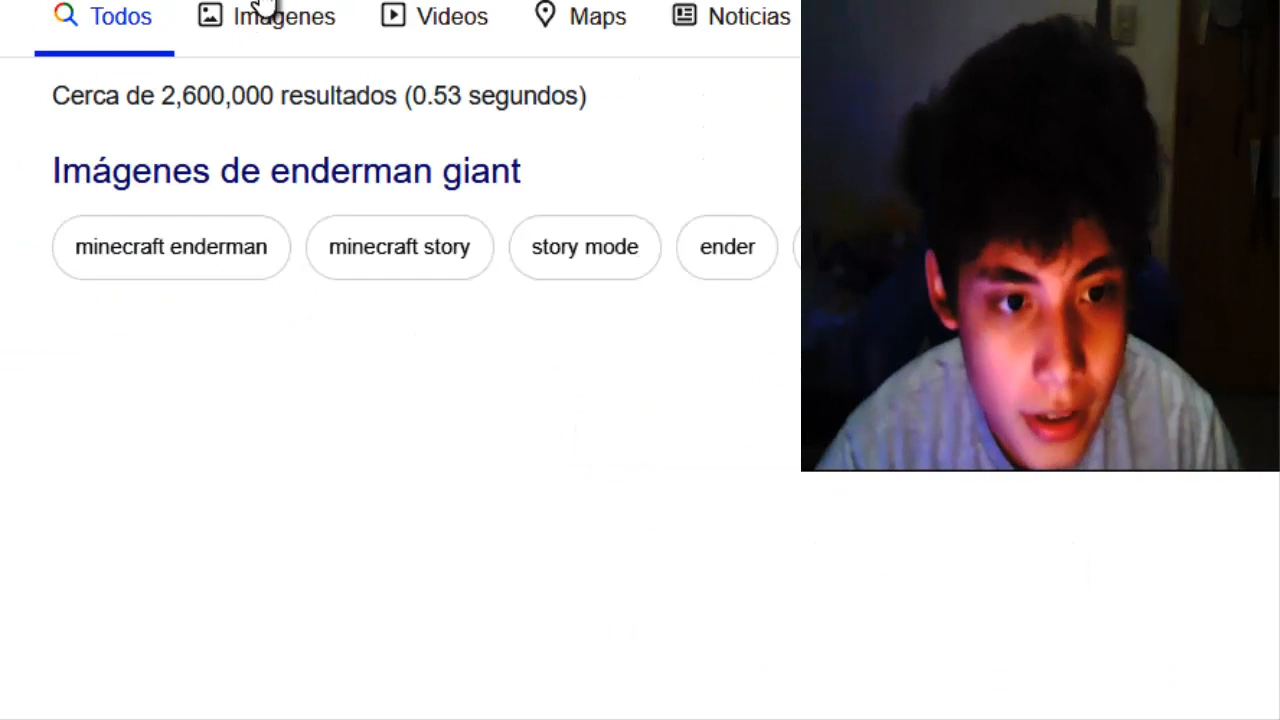 Todos Imágenes Videos Maps Noticias
Cerca de 2,600,000 resultados (0.53 segundos)
Imágenes de enderman giant
minecraft enderman minecraft story story mode ender